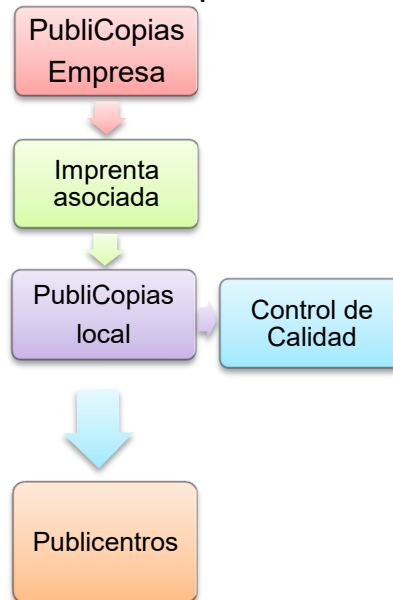 PubliCopias
Empresa
Imprenta
asociada
PubliCopias
local
Control de
Calidad
Publicentros